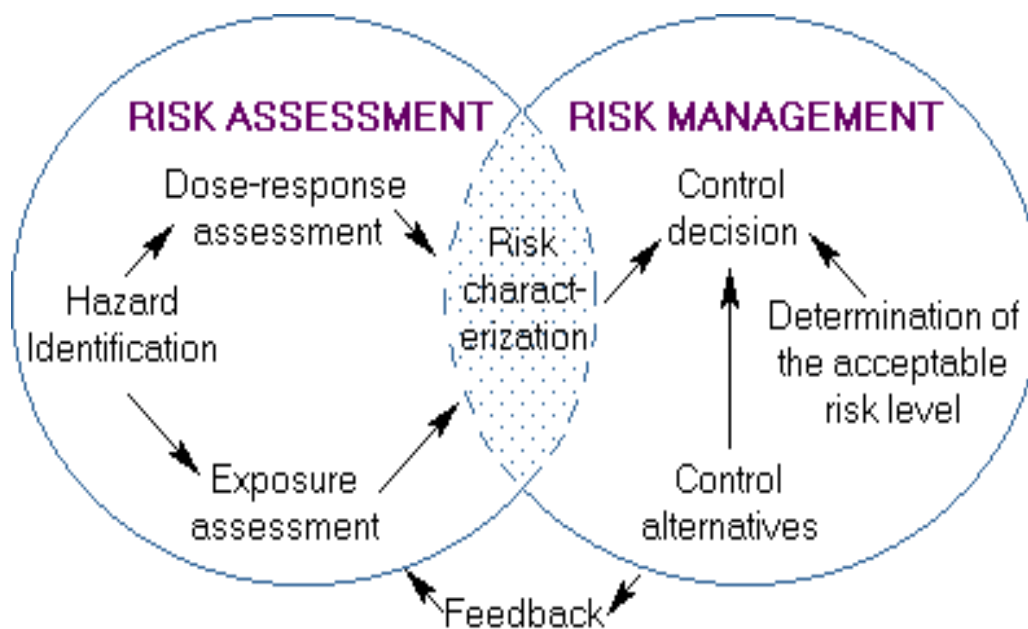 RISK ASSESSMENT
RISK MANAGEMENT
Dose-response
assessment
Hazard
Identification
Exposure
assessment
Risk
charact-
erization
Control
decision
Determination of
the acceptable
risk level
Control
alternatives
Feedback